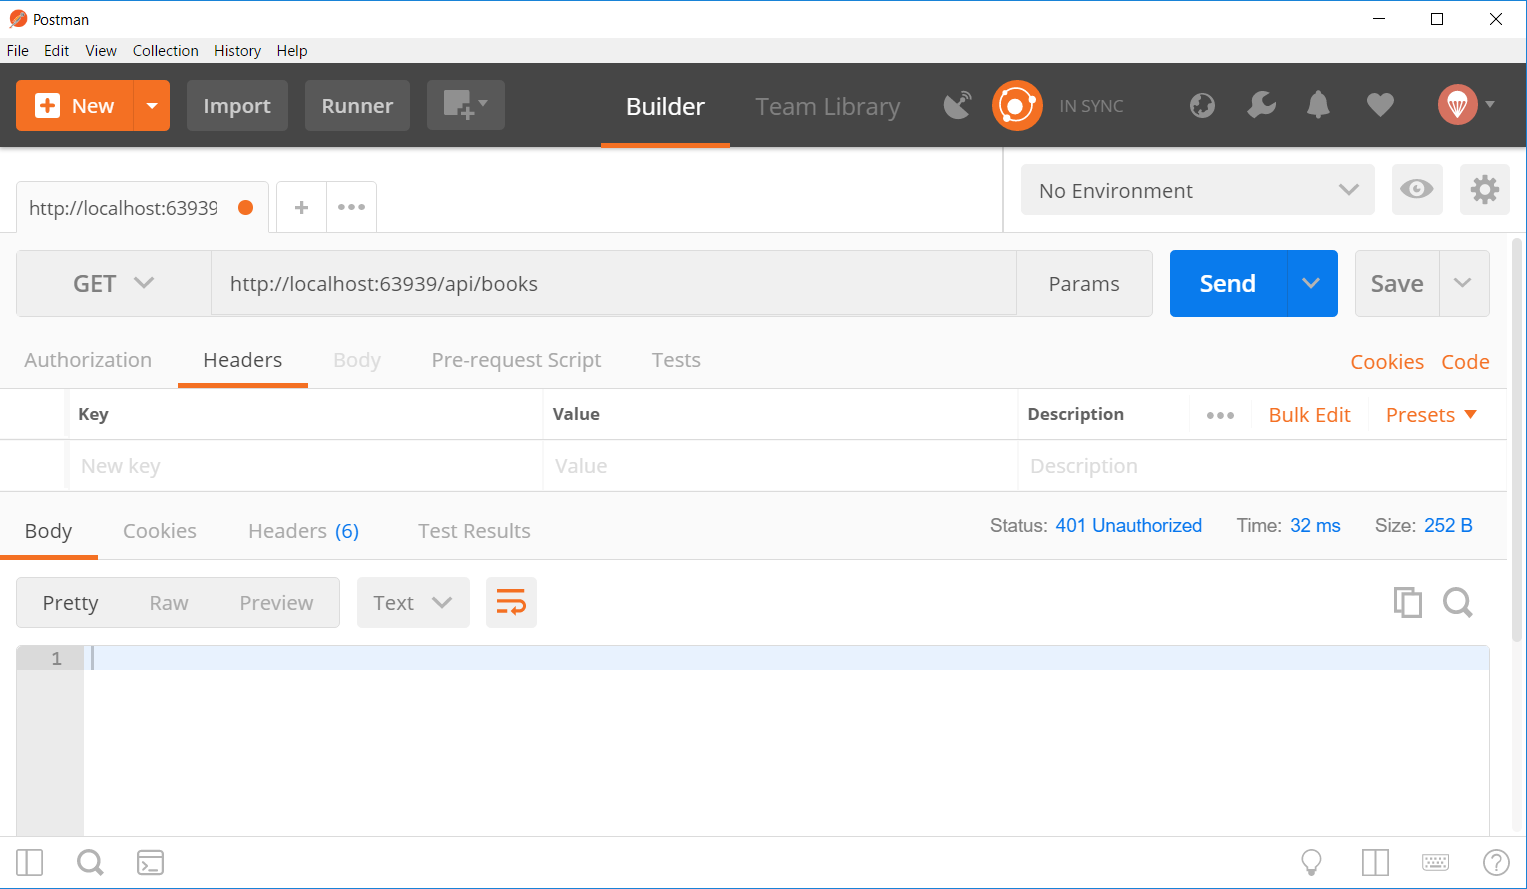 Postman
File Edit View Collection History Help
New Import Runner Builder Team Library IN SYNC
http://localhost:63939 No Environment
GET http://localhost:63939/api/books Params Send Save
Authorization Headers Body Pre-request Script Tests Cookies Code
Key Value Description Bulk Edit Presets
New key Value Description
Body Cookies Headers (6) Test Results Status: 401 Unauthorized Time: 32 ms Size: 252 B
Pretty Raw Preview Text
1